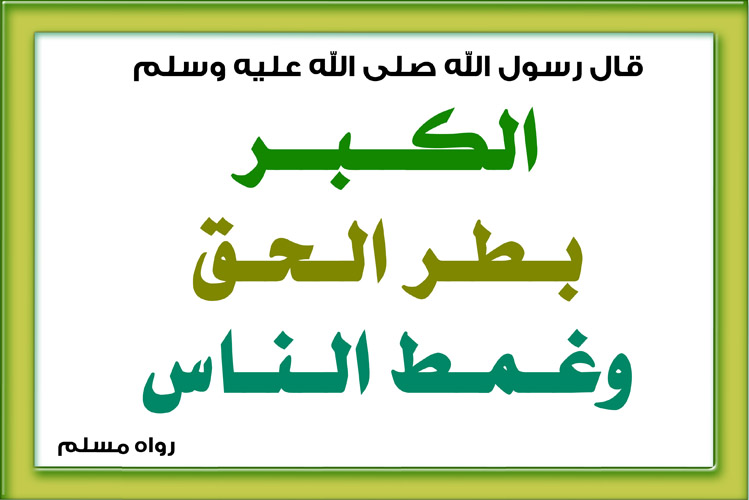 قال رسول الله صلى الله عليه وسلم
الكبر
بطر الحق
وغمط الناس
رواه مسلم